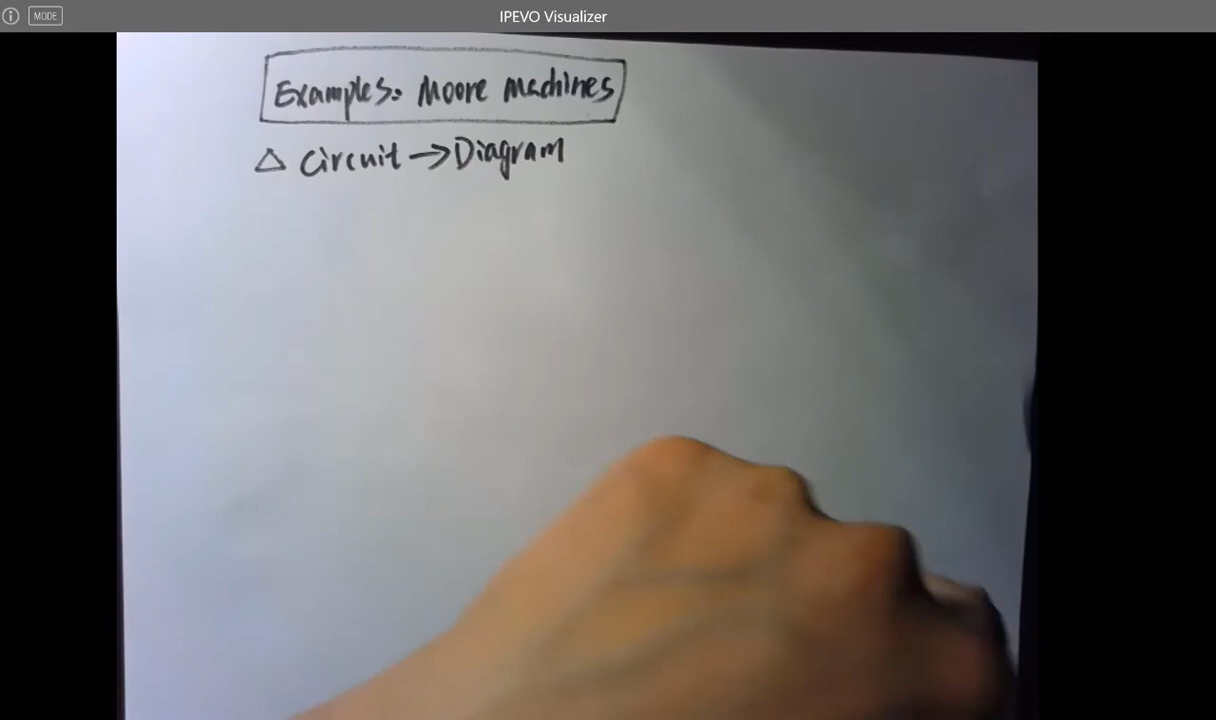 MODE
IPEVO Visualizer
Examples: Moore Machines
△ Circuit → Diagram